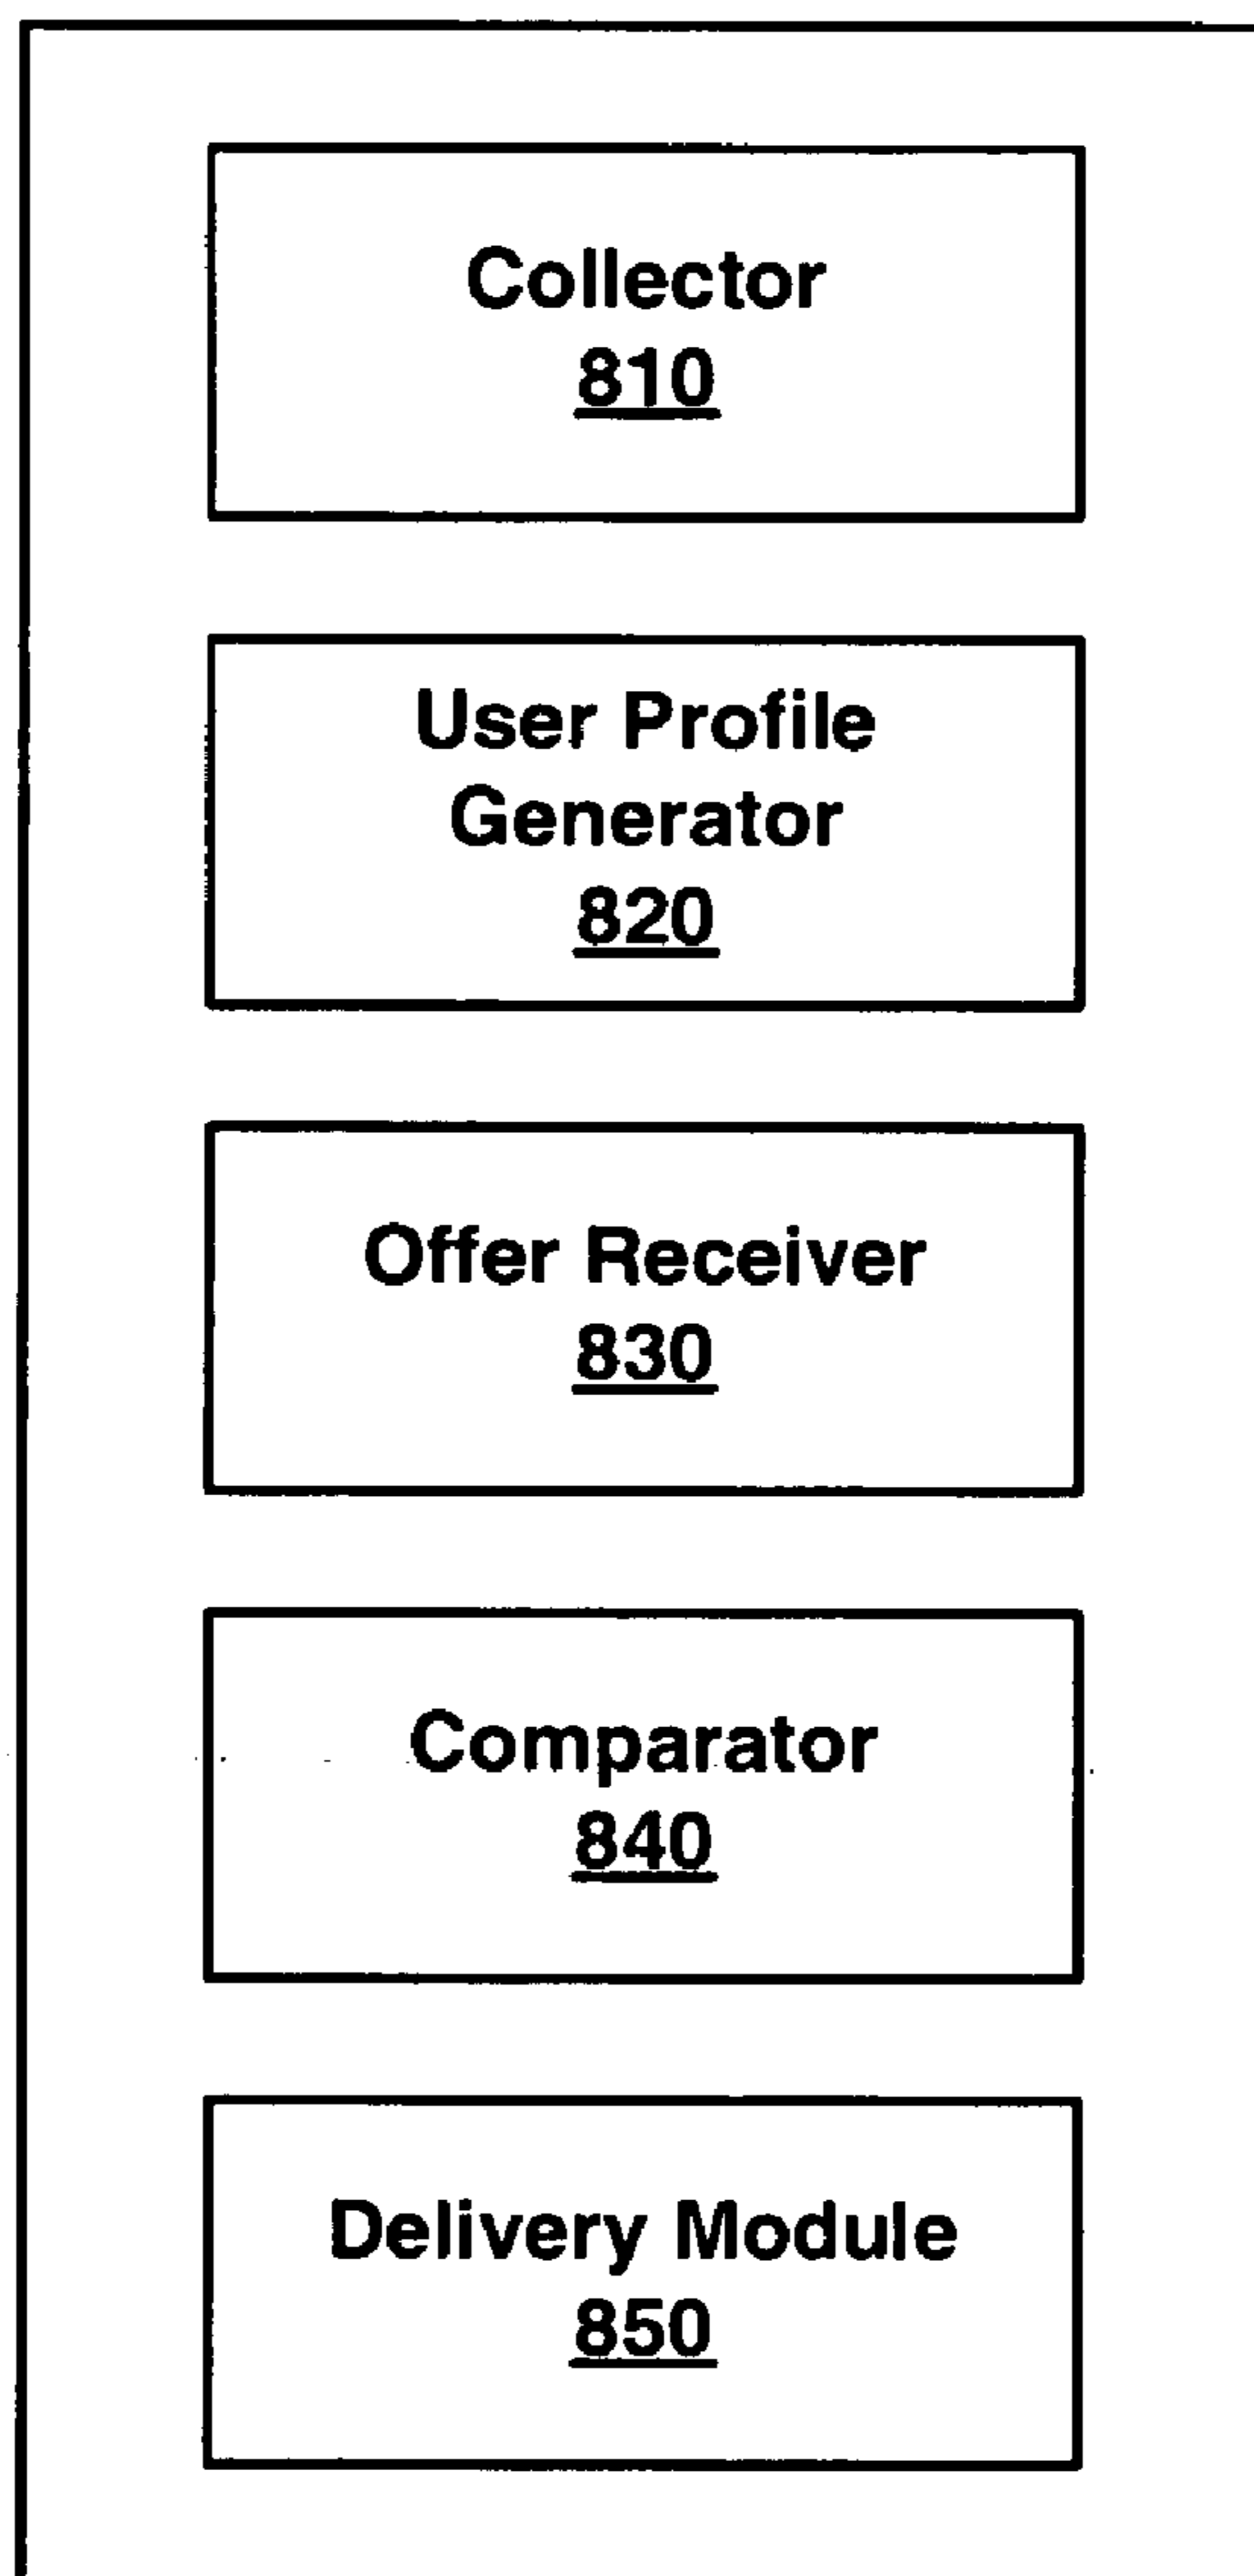 Collector
810
User Profile
Generator
820
Offer Receiver
830
Comparator
840
Delivery Module
850